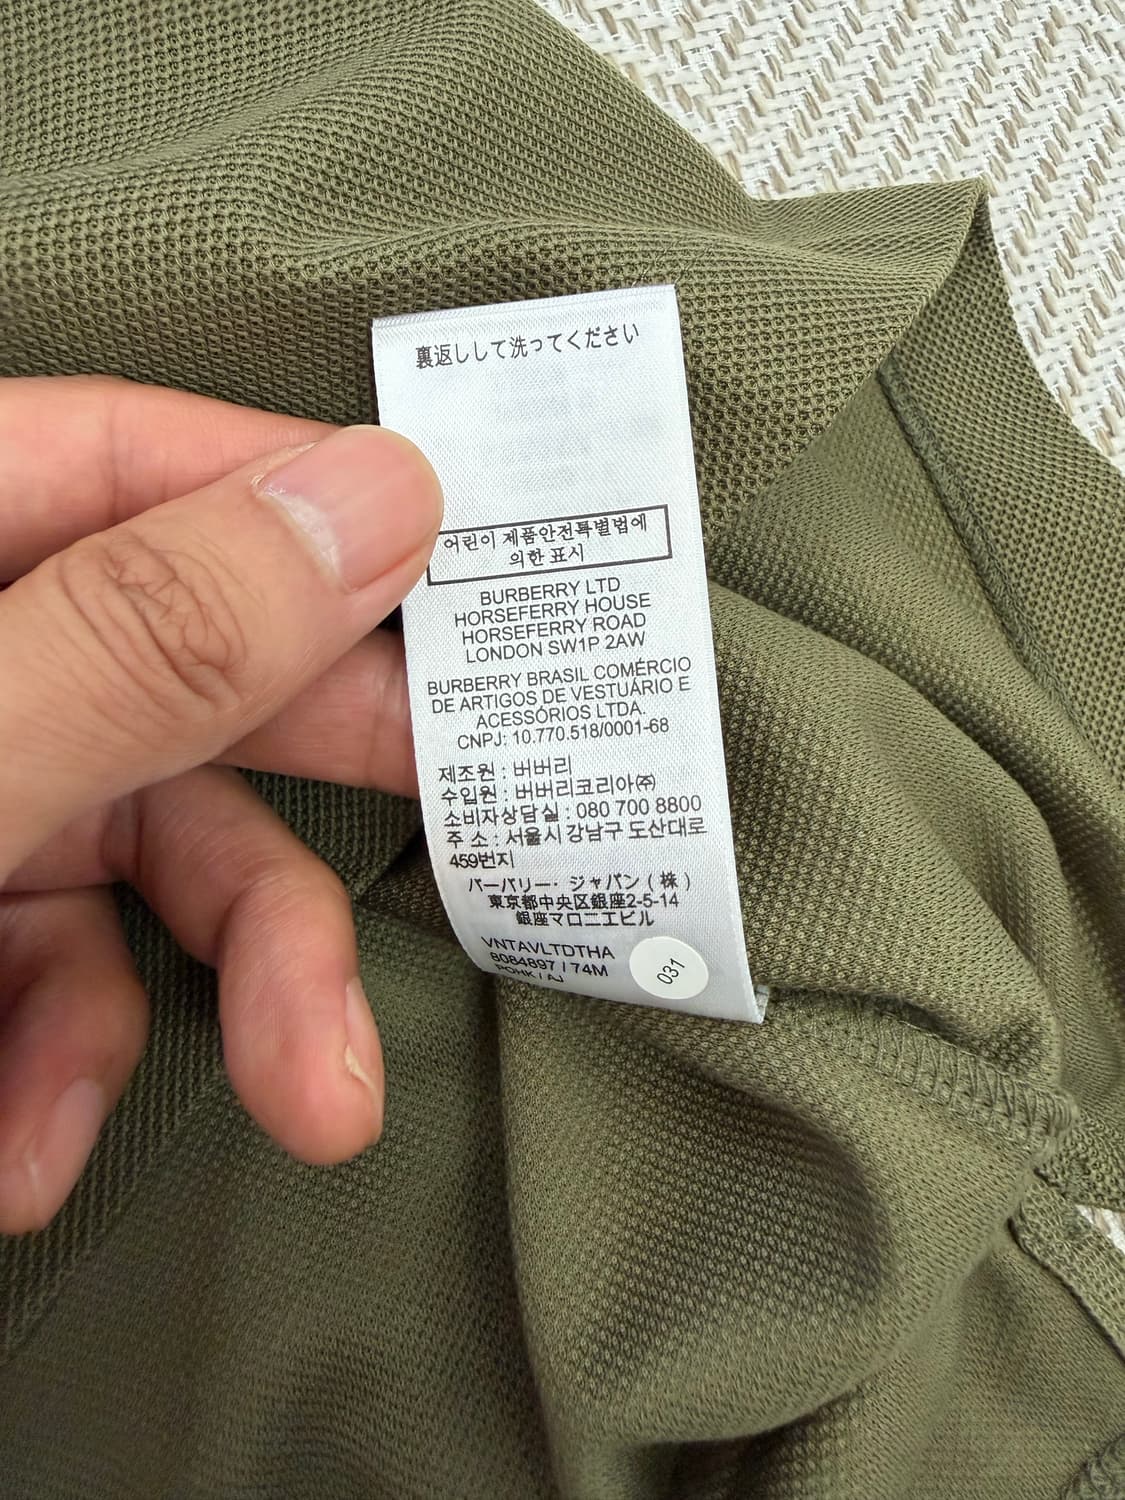 裏返しして洗ってください
어린이 제품안전특별법에
의한 표시
BURBERRY LTD
HORSEFERRY HOUSE
HORSEFERRY ROAD
LONDON SW1P 2AW
BURBERRY BRASIL COMÉRCIO
DE ARTIGOS DE VESTUÁRIO E
ACESSÓRIOS LTDA.
CNPJ: 10.770.518/0001-68
제조원 : 버버리
수입원 : 버버리코리아㈜
소비자상담실 : 080 700 8800
주 소 : 서울시 강남구 도산대로
459번지
バーバリー・ジャパン ( 株 )
東京都中央区銀座2-5-14
銀座マロニエビル
VNTAVLTDTHA
8084897 / 74M
POHK / AJ
031